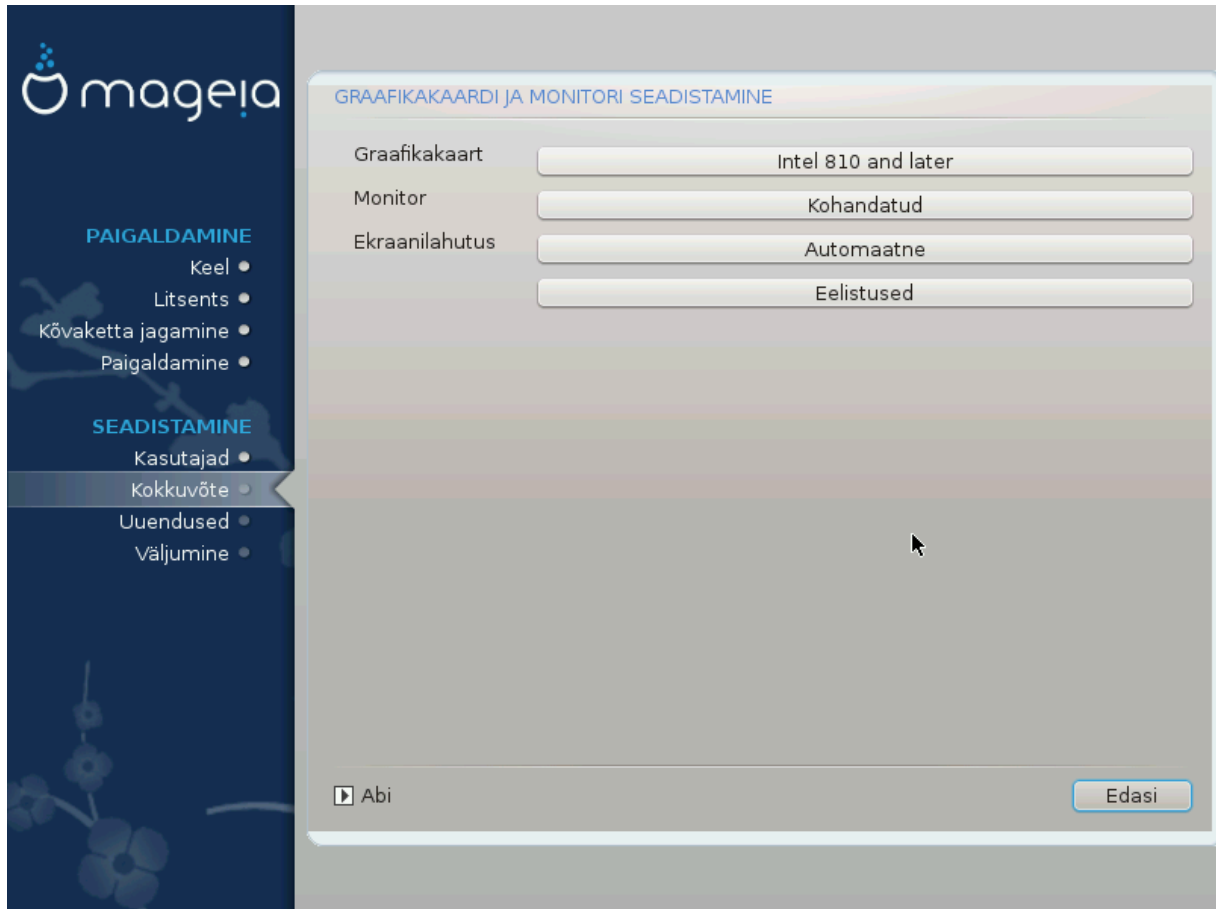 mageia
PAIGALDAMINE
Keel
Litsents
Kõvaketta jagamine
Paigaldamine
SEADISTAMINE
Kasutajad
Kokkuvõte
Uuendused
Väljumine
GRAAFIKAKAARDI JA MONITORI SEADISTAMINE
Graafikakaart
Intel 810 and later
Monitor
Kohandatud
Ekraanilahutus
Automaatne
Eelistused
Abi
Edasi